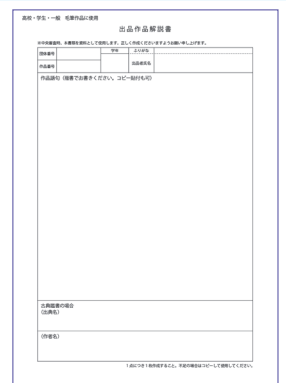 高校・学生・一般　毛筆作品に使用
出品作品解説書
※中央審査時、本書類を資料として使用します。正しく作成くださいますようお願い申し上げます。
団体番号
学年
ふりがな
作品番号
出品者氏名
作品語句（楷書でお書きください。コピー貼付も可）
古典臨書の場合
（出典名）
（作者名）
1点につき1枚作成すること。不足の場合はコピーして使用してください。